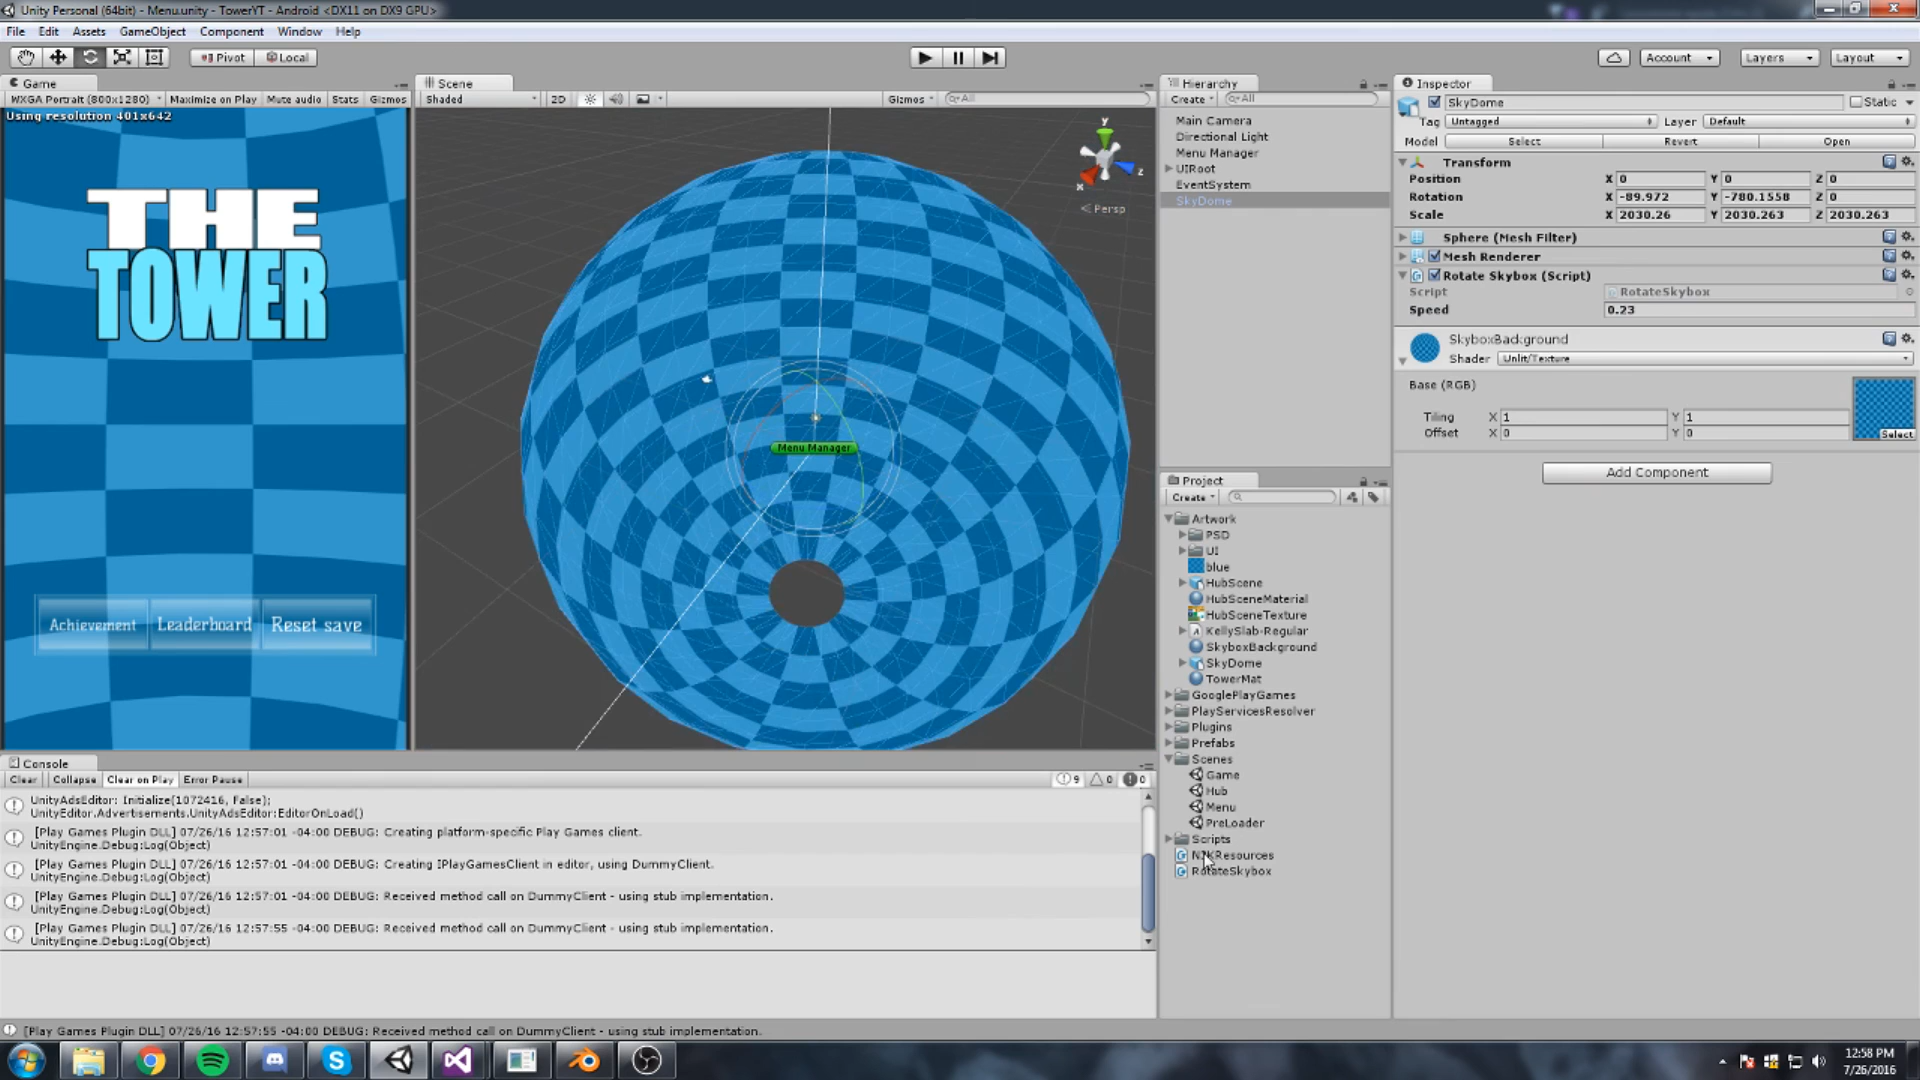 Unity Personal (64bit) - Menu.unity - TowerYT - Android <DX11 on DX9 GPU>
File Edit Assets GameObject Component Window Help
Pivot Local Account Layers Layout
Game
WXGA Portrait (800x1280) Maximize on Play Mute audio Stats Gizmos
Using resolution 401x642
THE
TOWER
Achievement Leaderboard Reset save
Scene
Shaded 2D Gizmos All
y
x z
Persp
Menu Manager
Hierarchy
Create All
Main Camera
Directional Light
Menu Manager
UIRoot
EventSystem
SkyDome
Project
Create
Artwork
PSD
UI
blue
HubScene
HubSceneMaterial
HubSceneTexture
KellySlab-Regular
SkyboxBackground
SkyDome
TowerMat
GooglePlayGames
PlayServicesResolver
Plugins
Prefabs
Scenes
Game
Hub
Menu
PreLoader
Scripts
RotateSkybox
Inspector
SkyDome Static
Tag Untagged Layer Default
Model Select Revert Open
Transform
Position X 0 Y 0 Z 0
Rotation X -89.972 Y -780.1558 Z 0
Scale X 2030.26 Y 2030.263 Z 2030.263
Sphere (Mesh Filter)
Mesh Renderer
Rotate Skybox (Script)
Script RotateSkybox
Speed 0.23
SkyboxBackground
Shader Unlit/Texture
Base (RGB)
Tiling X 1 Y 1
Offset X 0 Y 0
Select
Add Component
Console
Clear Collapse Clear on Play Error Pause 9 0 0
UnityAdsEditor: Initialize(1072416, False);
UnityEditor.Advertisements.UnityAdsEditor:EditorOnLoad()
[Play Games Plugin DLL] 07/26/16 12:57:01 -04:00 DEBUG: Creating platform-specific Play Games client.
UnityEngine.Debug:Log(Object)
[Play Games Plugin DLL] 07/26/16 12:57:01 -04:00 DEBUG: Creating IPlayGamesClient in editor, using DummyClient.
UnityEngine.Debug:Log(Object)
[Play Games Plugin DLL] 07/26/16 12:57:01 -04:00 DEBUG: Received method call on DummyClient - using stub implementation.
UnityEngine.Debug:Log(Object)
[Play Games Plugin DLL] 07/26/16 12:57:55 -04:00 DEBUG: Received method call on DummyClient - using stub implementation.
UnityEngine.Debug:Log(Object)
[Play Games Plugin DLL] 07/26/16 12:57:55 -04:00 DEBUG: Received method call on DummyClient - using stub implementation.
12:58 PM
7/26/2016